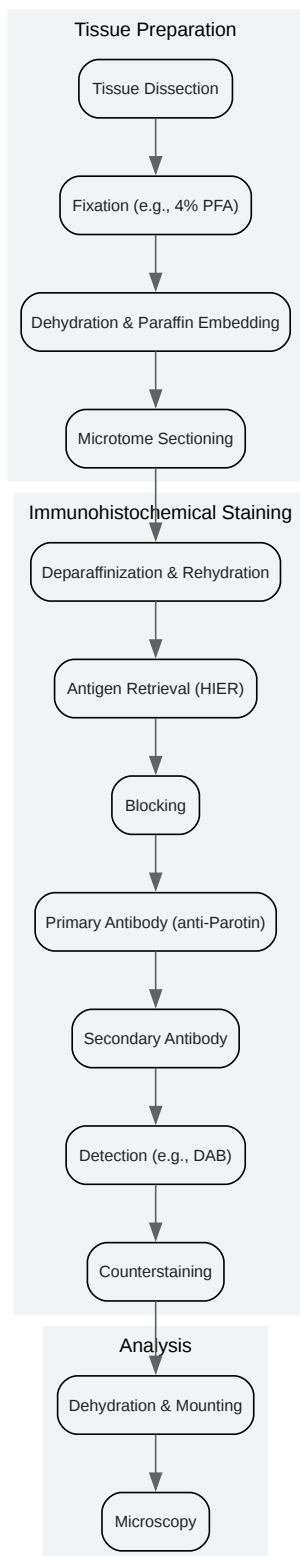 Tissue Preparation
Tissue Dissection
Fixation (e.g., 4% PFA)
Dehydration & Paraffin Embedding
Microtome Sectioning
Immunohistochemical Staining
Deparaffinization & Rehydration
Antigen Retrieval (HIER)
Blocking
Primary Antibody (anti-Parotin)
Secondary Antibody
Detection (e.g., DAB)
Counterstaining
Analysis
Dehydration & Mounting
Microscopy